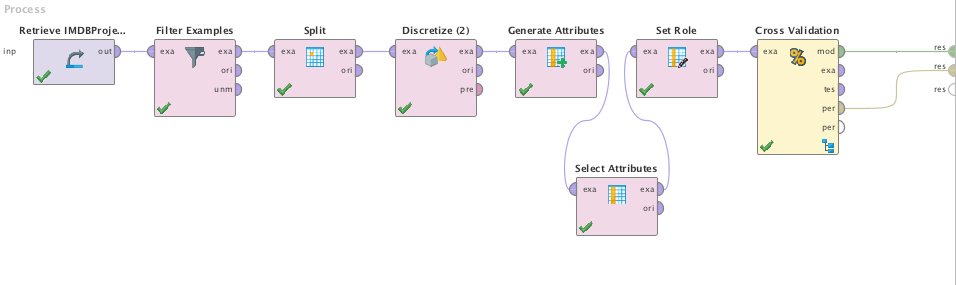 Process
Retrieve IMDBProje...
Filter Examples
Split
Discretize (2)
Generate Attributes
Set Role
Cross Validation
inp
out
exa
exa
ori
unm
exa
exa
ori
exa
exa
ori
pre
exa
exa
ori
exa
exa
ori
exa
mod
exa
tes
per
per
res
res
res
Select Attributes
exa
exa
ori